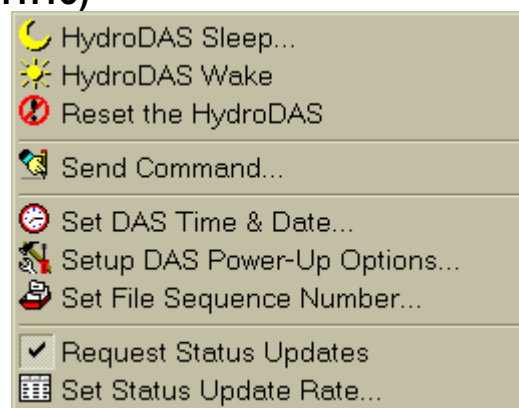 HydroDAS Sleep...
HydroDAS Wake
Reset the HydroDAS
Send Command...
Set DAS Time & Date...
Setup DAS Power-Up Options...
Set File Sequence Number...
Request Status Updates
Set Status Update Rate...